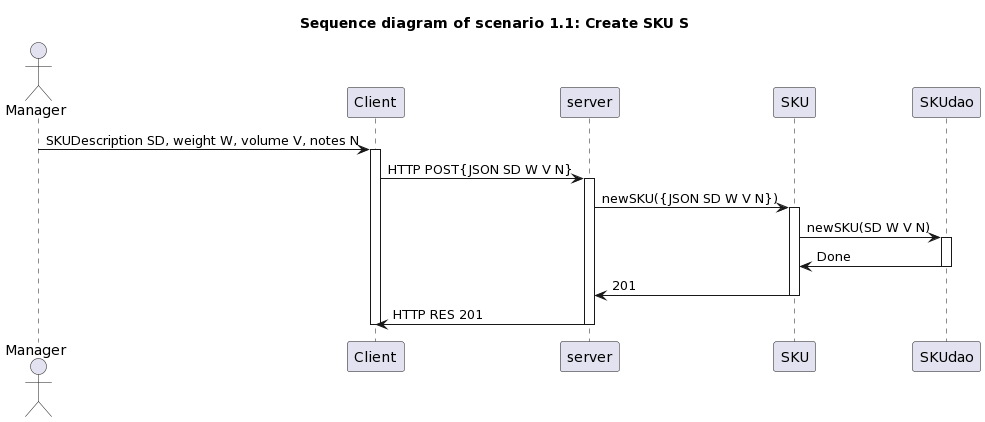 Sequence diagram of scenario 1.1: Create SKU S
Manager
Client
server
SKU
SKUdao
SKUDescription SD, weight W, volume V, notes N
HTTP POST{JSON SD W V N}
newSKU({JSON SD W V N})
newSKU(SD W V N)
Done
201
HTTP RES 201
Manager
Client
server
SKU
SKUdao